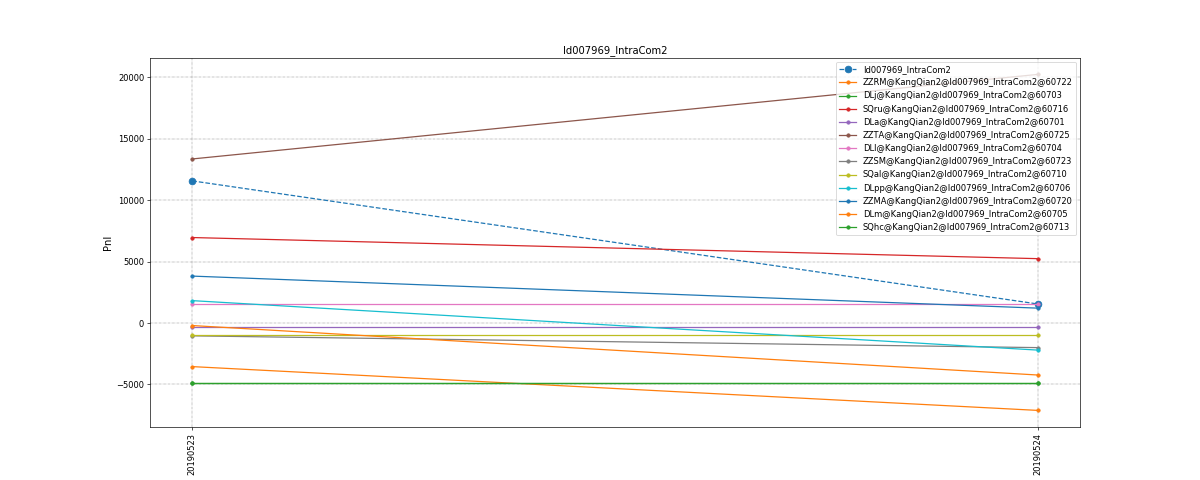 Id007969_IntraCom2
Pnl
20000
15000
10000
5000
0
−5000
20190523
20190524
Id007969_IntraCom2
ZZRM@KangQian2@Id007969_IntraCom2@60722
DLj@KangQian2@Id007969_IntraCom2@60703
SQru@KangQian2@Id007969_IntraCom2@60716
DLa@KangQian2@Id007969_IntraCom2@60701
ZZTA@KangQian2@Id007969_IntraCom2@60725
DLl@KangQian2@Id007969_IntraCom2@60704
ZZSM@KangQian2@Id007969_IntraCom2@60723
SQal@KangQian2@Id007969_IntraCom2@60710
DLpp@KangQian2@Id007969_IntraCom2@60706
ZZMA@KangQian2@Id007969_IntraCom2@60720
DLm@KangQian2@Id007969_IntraCom2@60705
SQhc@KangQian2@Id007969_IntraCom2@60713